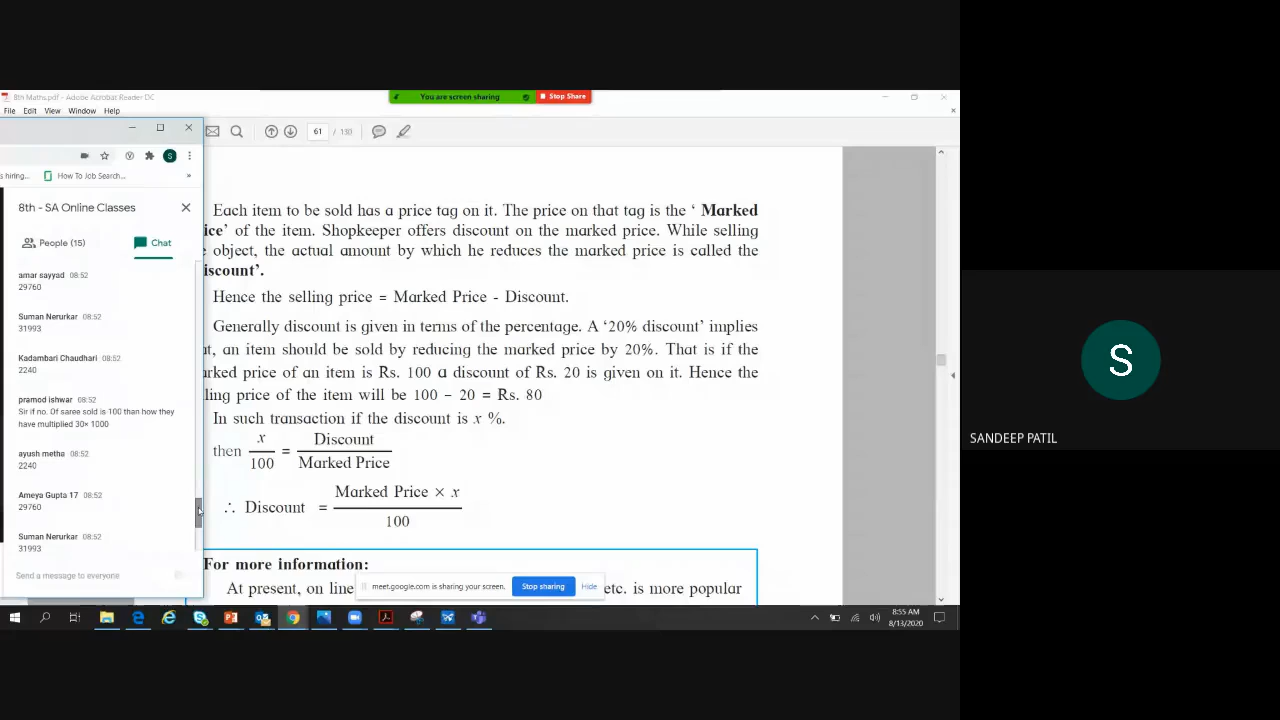 8th Maths.pdf - Adobe Acrobat Reader DC
You are screen sharing
Stop Share
File Edit View Window Help
61 / 130
s hiring...
How To Job Search...
»
8th - SA Online Classes
People (15)
Chat
amar sayyad 08:52
29760
Suman Nerurkar 08:52
31993
Kadambari Chaudhari 08:52
2240
pramod ishwar 08:52
Sir if no. Of saree sold is 100 than how they
have multiplied 30× 1000
ayush metha 08:52
2240
Ameya Gupta 17 08:52
29760
Suman Nerurkar 08:52
31993
Send a message to everyone
Each item to be sold has a price tag on it. The price on that tag is the ‘ Marked
ice’ of the item. Shopkeeper offers discount on the marked price. While selling
e object, the actual amount by which he reduces the marked price is called the
iscount’.
Hence the selling price = Marked Price - Discount.
Generally discount is given in terms of the percentage. A ‘20% discount’ implies
at, an item should be sold by reducing the marked price by 20%. That is if the
arked price of an item is Rs. 100 a discount of Rs. 20 is given on it. Hence the
ling price of the item will be 100 − 20 = Rs. 80
In such transaction if the discount is x %.
then x/100 = Discount/Marked Price
∴ Discount = Marked Price × x/100
For more information:
At present, on line
etc. is more popular
meet.google.com is sharing your screen.
Stop sharing
Hide
8:55 AM
8/13/2020
S
SANDEEP PATIL